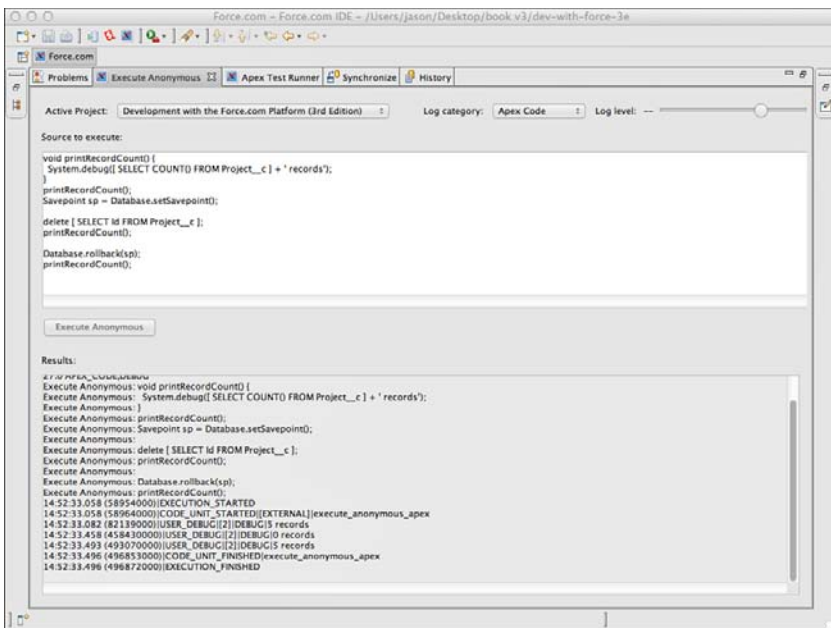 Force.com - Force.com IDE - /Users/jason/Desktop/book v3/dev-with-force-3e
Force.com
Problems Execute Anonymous Apex Test Runner Synchronize History
Active Project: Development with the Force.com Platform (3rd Edition) Log category: Apex Code Log level: --
Source to execute:
void printRecordCount() {
System.debug([ SELECT COUNT() FROM Project__c ] + ' records');
}
printRecordCount();
Savepoint sp = Database.setSavepoint();
delete [ SELECT Id FROM Project__c ];
printRecordCount();
Database.rollback(sp);
printRecordCount();
Execute Anonymous
Results:
27.0 APEX_CODE,DEBUG
Execute Anonymous: void printRecordCount() {
Execute Anonymous: System.debug([ SELECT COUNT() FROM Project__c ] + ' records');
Execute Anonymous: }
Execute Anonymous: printRecordCount();
Execute Anonymous: Savepoint sp = Database.setSavepoint();
Execute Anonymous:
Execute Anonymous: delete [ SELECT Id FROM Project__c ];
Execute Anonymous: printRecordCount();
Execute Anonymous:
Execute Anonymous: Database.rollback(sp);
Execute Anonymous: printRecordCount();
14:52:33.058 (58954000)|EXECUTION_STARTED
14:52:33.058 (58964000)|CODE_UNIT_STARTED|[EXTERNAL]|execute_anonymous_apex
14:52:33.082 (82139000)|USER_DEBUG|[2]|DEBUG|5 records
14:52:33.458 (458430000)|USER_DEBUG|[2]|DEBUG|0 records
14:52:33.493 (493070000)|USER_DEBUG|[2]|DEBUG|5 records
14:52:33.496 (496853000)|CODE_UNIT_FINISHED|execute_anonymous_apex
14:52:33.496 (496872000)|EXECUTION_FINISHED